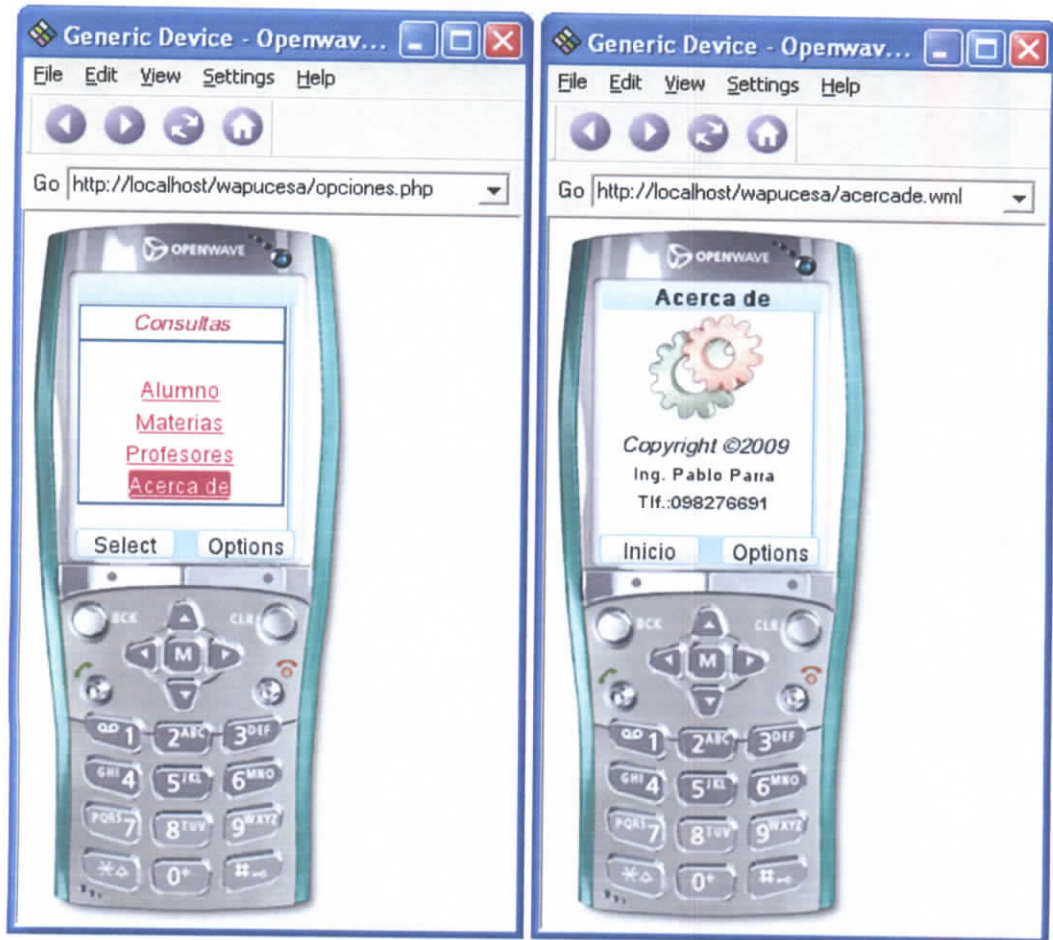 Generic Device - Openwav...
File Edit View Settings Help
Go http://localhost/wapucesa/opciones.php
OPENWAVE
Consultas
Alumno
Materias
Profesores
Acerca de
Select Options
BCK CLR
M
1 2ABC 3DEF
GHI4 5JKL 6MNO
PQRS7 8TUV 9WXYZ
* 0+ #
Generic Device - Openwav...
File Edit View Settings Help
Go http://localhost/wapucesa/acercade.wml
OPENWAVE
Acerca de
Copyright ©2009
Ing. Pablo Parra
Tlf.:098276691
Inicio Options
BCK CLR
M
1 2ABC 3DEF
GHI4 5JKL 6MNO
PQRS7 8TUV 9WXYZ
* 0+ #